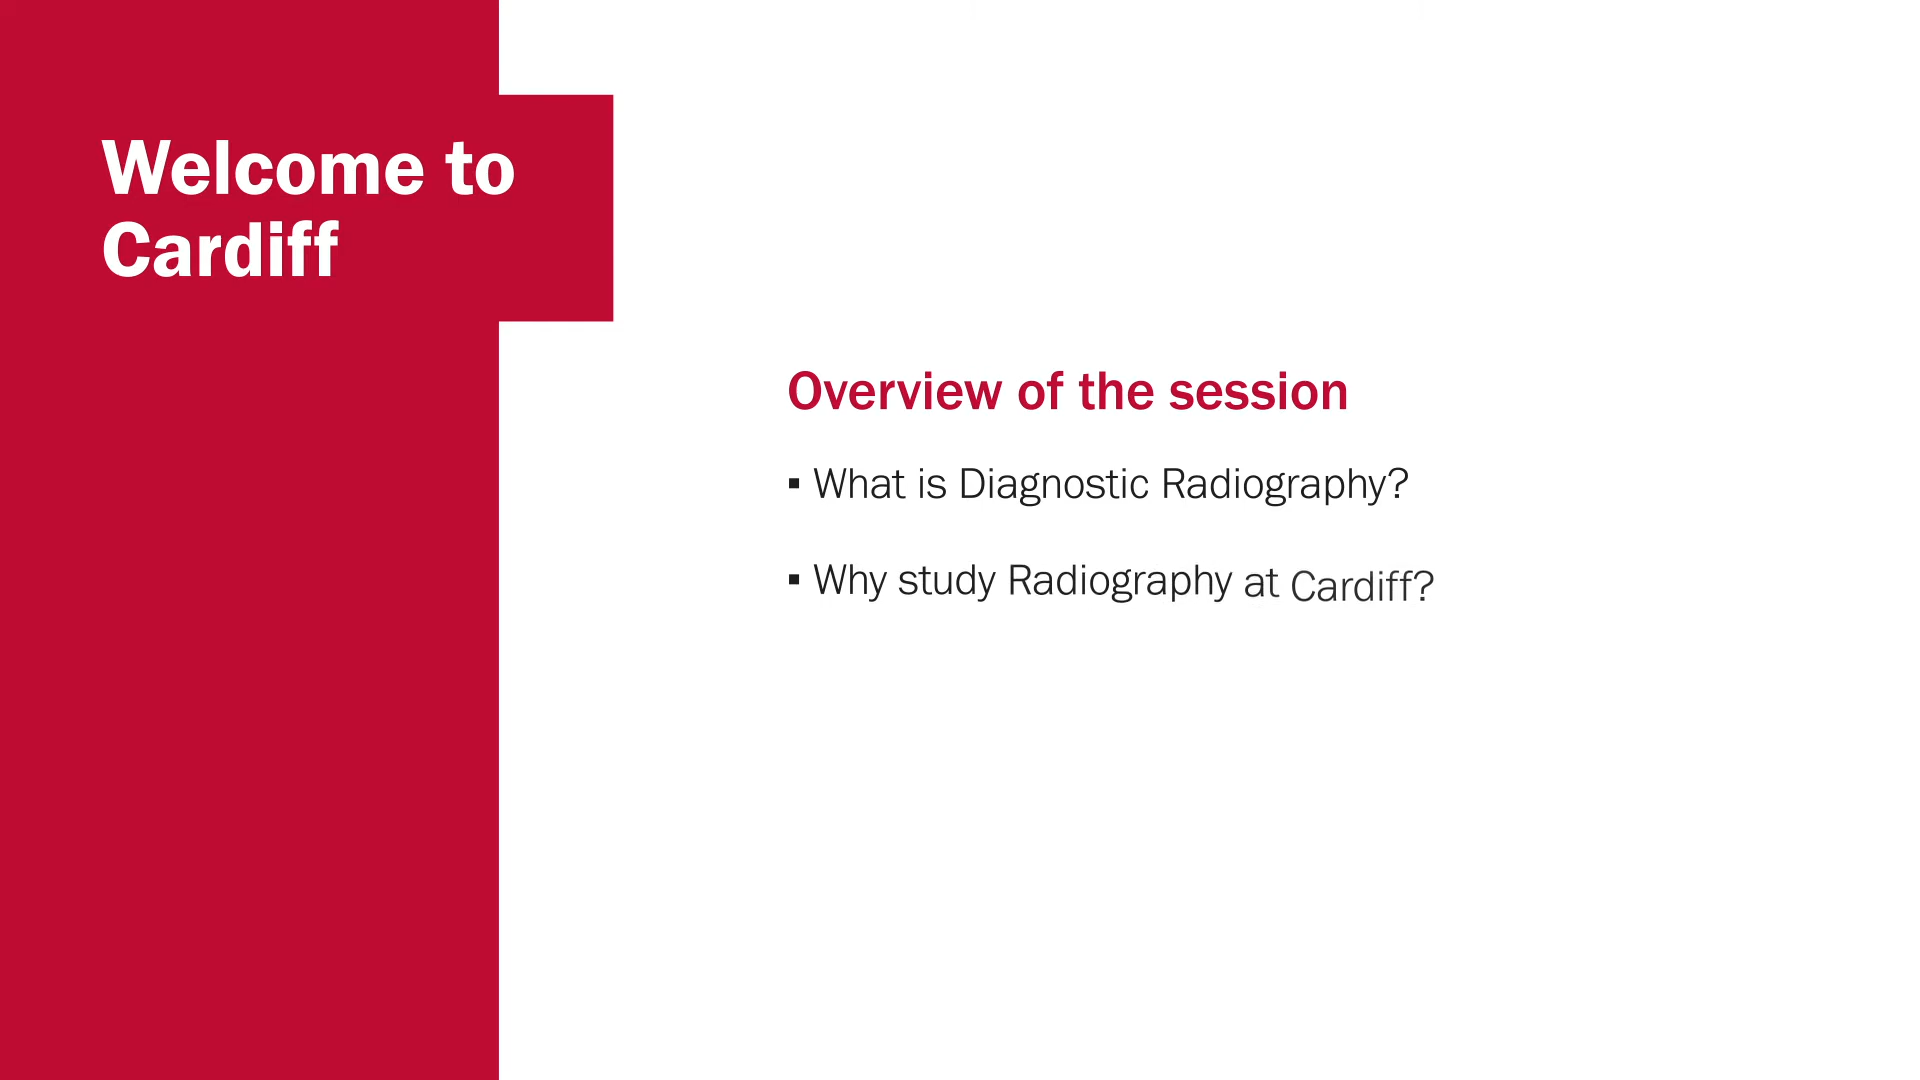 Welcome to
Cardiff
Overview of the session
▪ What is Diagnostic Radiography?
▪ Why study Radiography at Cardiff?